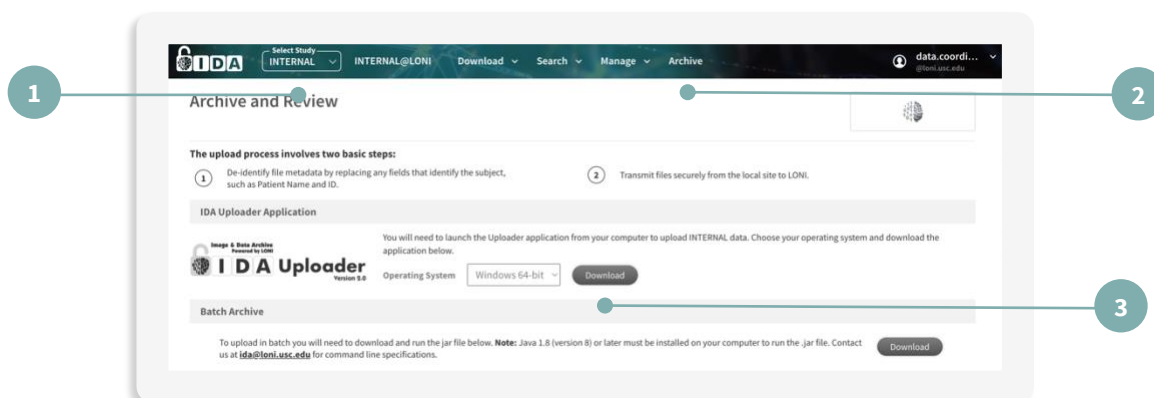 IDA
Select Study
INTERNAL
INTERNAL@LONI
Download
Search
Manage
Archive
data.coordi...
@loni.usc.edu
1
2
Archive and Review
The upload process involves two basic steps:
1
De-identify file metadata by replacing any fields that identify the subject,
such as Patient Name and ID.
2
Transmit files securely from the local site to LONI.
IDA Uploader Application
Image & Data Archive
Powered by LONI
IDA Uploader
Version 5.0
You will need to launch the Uploader application from your computer to upload INTERNAL data. Choose your operating system and download the
application below.
Operating System
Windows 64-bit
Download
3
Batch Archive
To upload in batch you will need to download and run the jar file below. Note: Java 1.8 (version 8) or later must be installed on your computer to run the .jar file. Contact
us at ida@loni.usc.edu for command line specifications.
Download